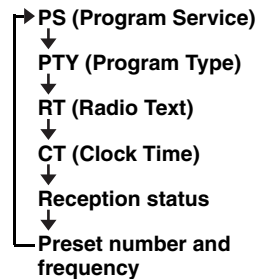 PS (Program Service)
PTY (Program Type)
RT (Radio Text)
CT (Clock Time)
Reception status
Preset number and
frequency